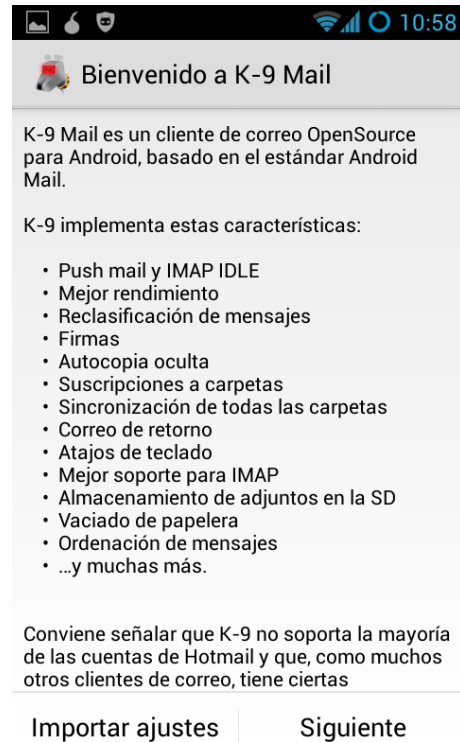 10:58
Bienvenido a K-9 Mail
K-9 Mail es un cliente de correo OpenSource
para Android, basado en el estándar Android
Mail.
K-9 implementa estas características:
• Push mail y IMAP IDLE
• Mejor rendimiento
• Reclasificación de mensajes
• Firmas
• Autocopia oculta
• Suscripciones a carpetas
• Sincronización de todas las carpetas
• Correo de retorno
• Atajos de teclado
• Mejor soporte para IMAP
• Almacenamiento de adjuntos en la SD
• Vaciado de papelera
• Ordenación de mensajes
• ...y muchas más.
Conviene señalar que K-9 no soporta la mayoría
de las cuentas de Hotmail y que, como muchos
otros clientes de correo, tiene ciertas
Importar ajustes Siguiente